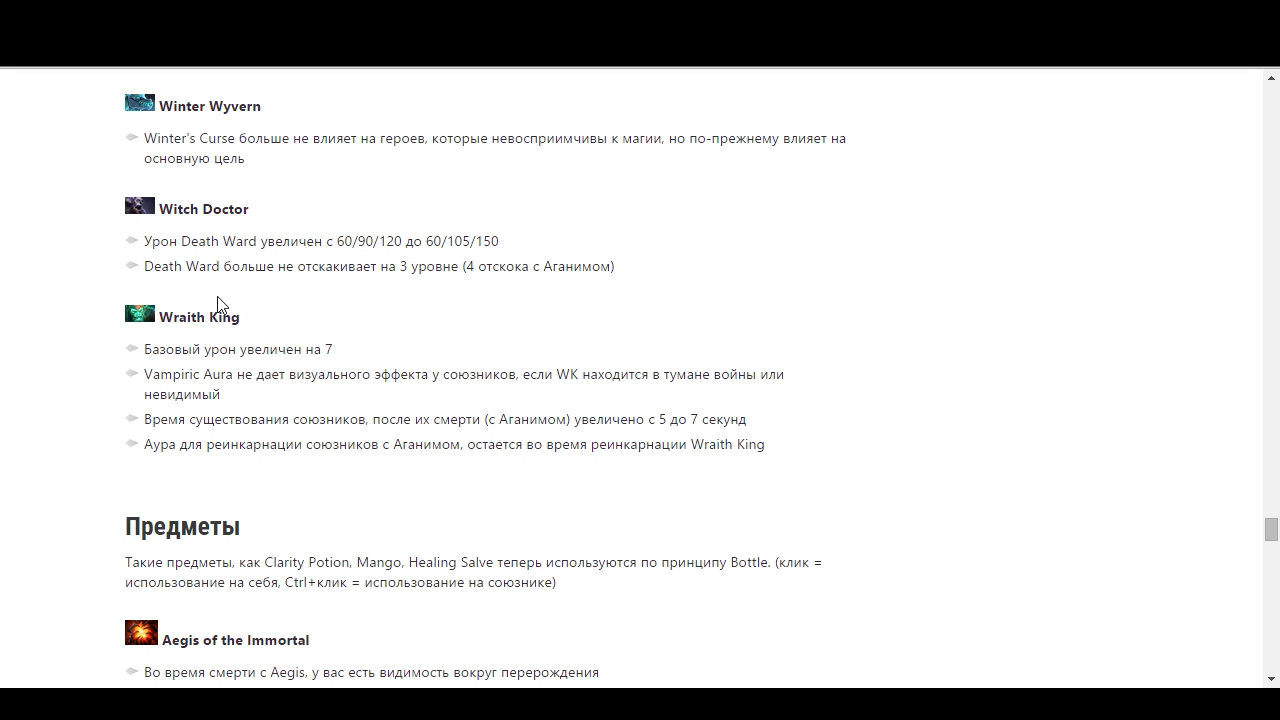 Winter Wyvern
Winter's Curse больше не влияет на героев, которые невосприимчивы к магии, но по-прежнему влияет на
основную цель
Witch Doctor
Урон Death Ward увеличен с 60/90/120 до 60/105/150
Death Ward больше не отскакивает на 3 уровне (4 отскока с Аганимом)
Wraith King
Базовый урон увеличен на 7
Vampiric Aura не дает визуального эффекта у союзников, если WK находится в тумане войны или
невидимый
Время существования союзников, после их смерти (с Аганимом) увеличено с 5 до 7 секунд
Аура для реинкарнации союзников с Аганимом, остается во время реинкарнации Wraith King
Предметы
Такие предметы, как Clarity Potion, Mango, Healing Salve теперь используются по принципу Bottle. (клик =
использование на себя, Ctrl+клик = использование на союзнике)
Aegis of the Immortal
Во время смерти с Aegis, у вас есть видимость вокруг перерождения